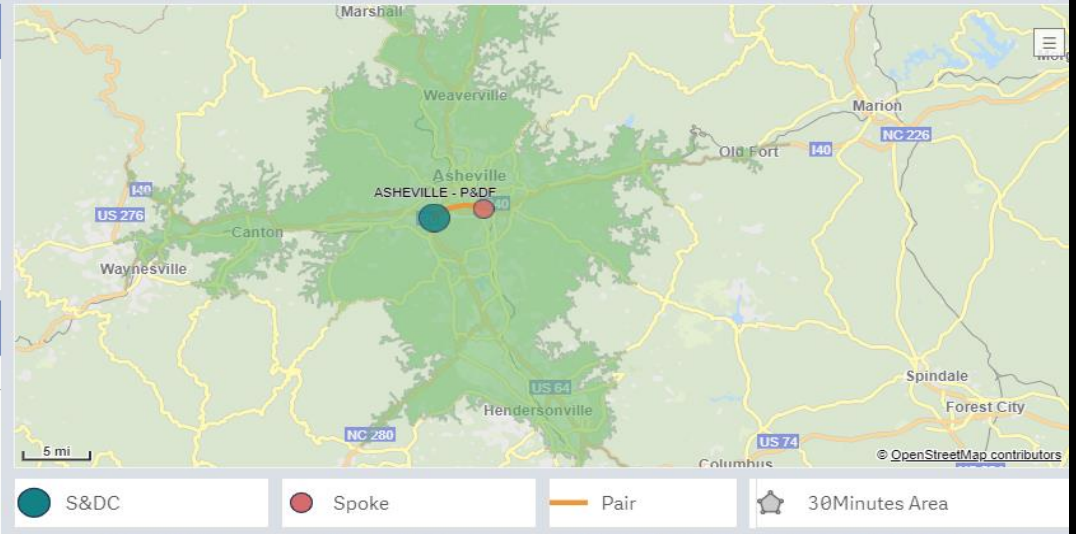 Marshall
Weaverville
Marion
NC 226
Old Fort
I40
Asheville
ASHEVILLE - P&DF
I40
US 276
Canton
Waynesville
Spindale
Forest City
US 64
Hendersonville
NC 280
US 74
Columbus
5 mi
© OpenStreetMap contributors
S&DC
Spoke
Pair
30Minutes Area